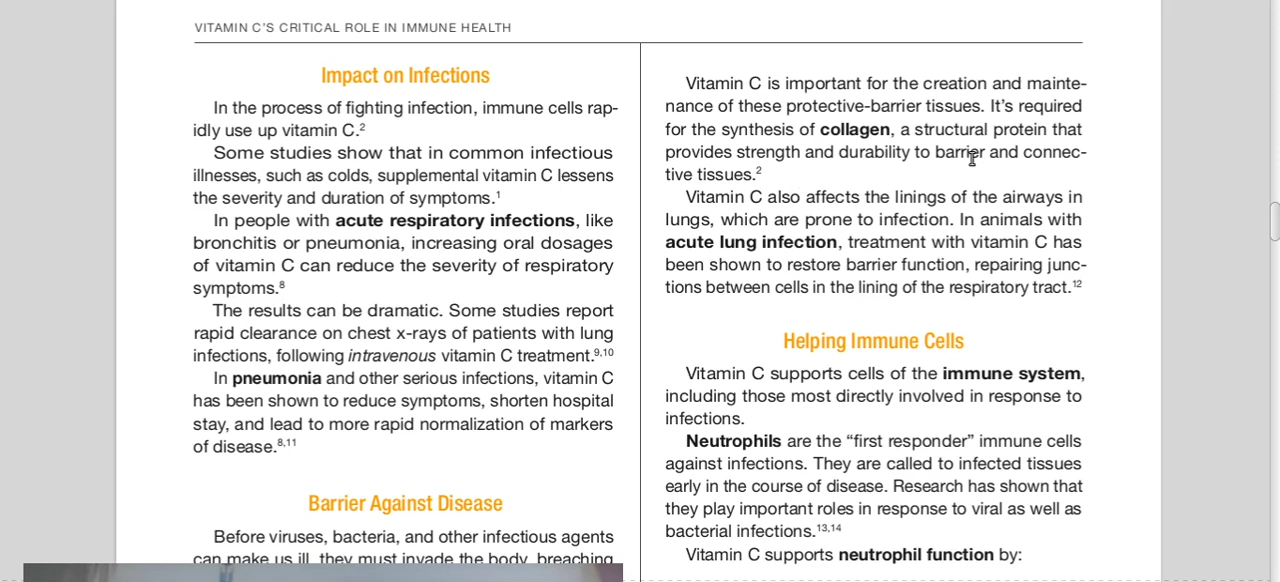 VITAMIN C'S CRITICAL ROLE IN IMMUNE HEALTH
Impact on Infections
In the process of fighting infection, immune cells rap-
idly use up vitamin C.²
Some studies show that in common infectious
illnesses, such as colds, supplemental vitamin C lessens
the severity and duration of symptoms.¹
In people with acute respiratory infections, like
bronchitis or pneumonia, increasing oral dosages
of vitamin C can reduce the severity of respiratory
symptoms.⁸
The results can be dramatic. Some studies report
rapid clearance on chest x-rays of patients with lung
infections, following intravenous vitamin C treatment.⁹,¹⁰
In pneumonia and other serious infections, vitamin C
has been shown to reduce symptoms, shorten hospital
stay, and lead to more rapid normalization of markers
of disease.⁸,¹¹
Barrier Against Disease
Before viruses, bacteria, and other infectious agents
can make us ill, they must invade the body, breaching
Vitamin C is important for the creation and mainte-
nance of these protective-barrier tissues. It's required
for the synthesis of collagen, a structural protein that
provides strength and durability to barrier and connec-
tive tissues.²
Vitamin C also affects the linings of the airways in
lungs, which are prone to infection. In animals with
acute lung infection, treatment with vitamin C has
been shown to restore barrier function, repairing junc-
tions between cells in the lining of the respiratory tract.¹²
Helping Immune Cells
Vitamin C supports cells of the immune system,
including those most directly involved in response to
infections.
Neutrophils are the “first responder” immune cells
against infections. They are called to infected tissues
early in the course of disease. Research has shown that
they play important roles in response to viral as well as
bacterial infections.¹³,¹⁴
Vitamin C supports neutrophil function by: